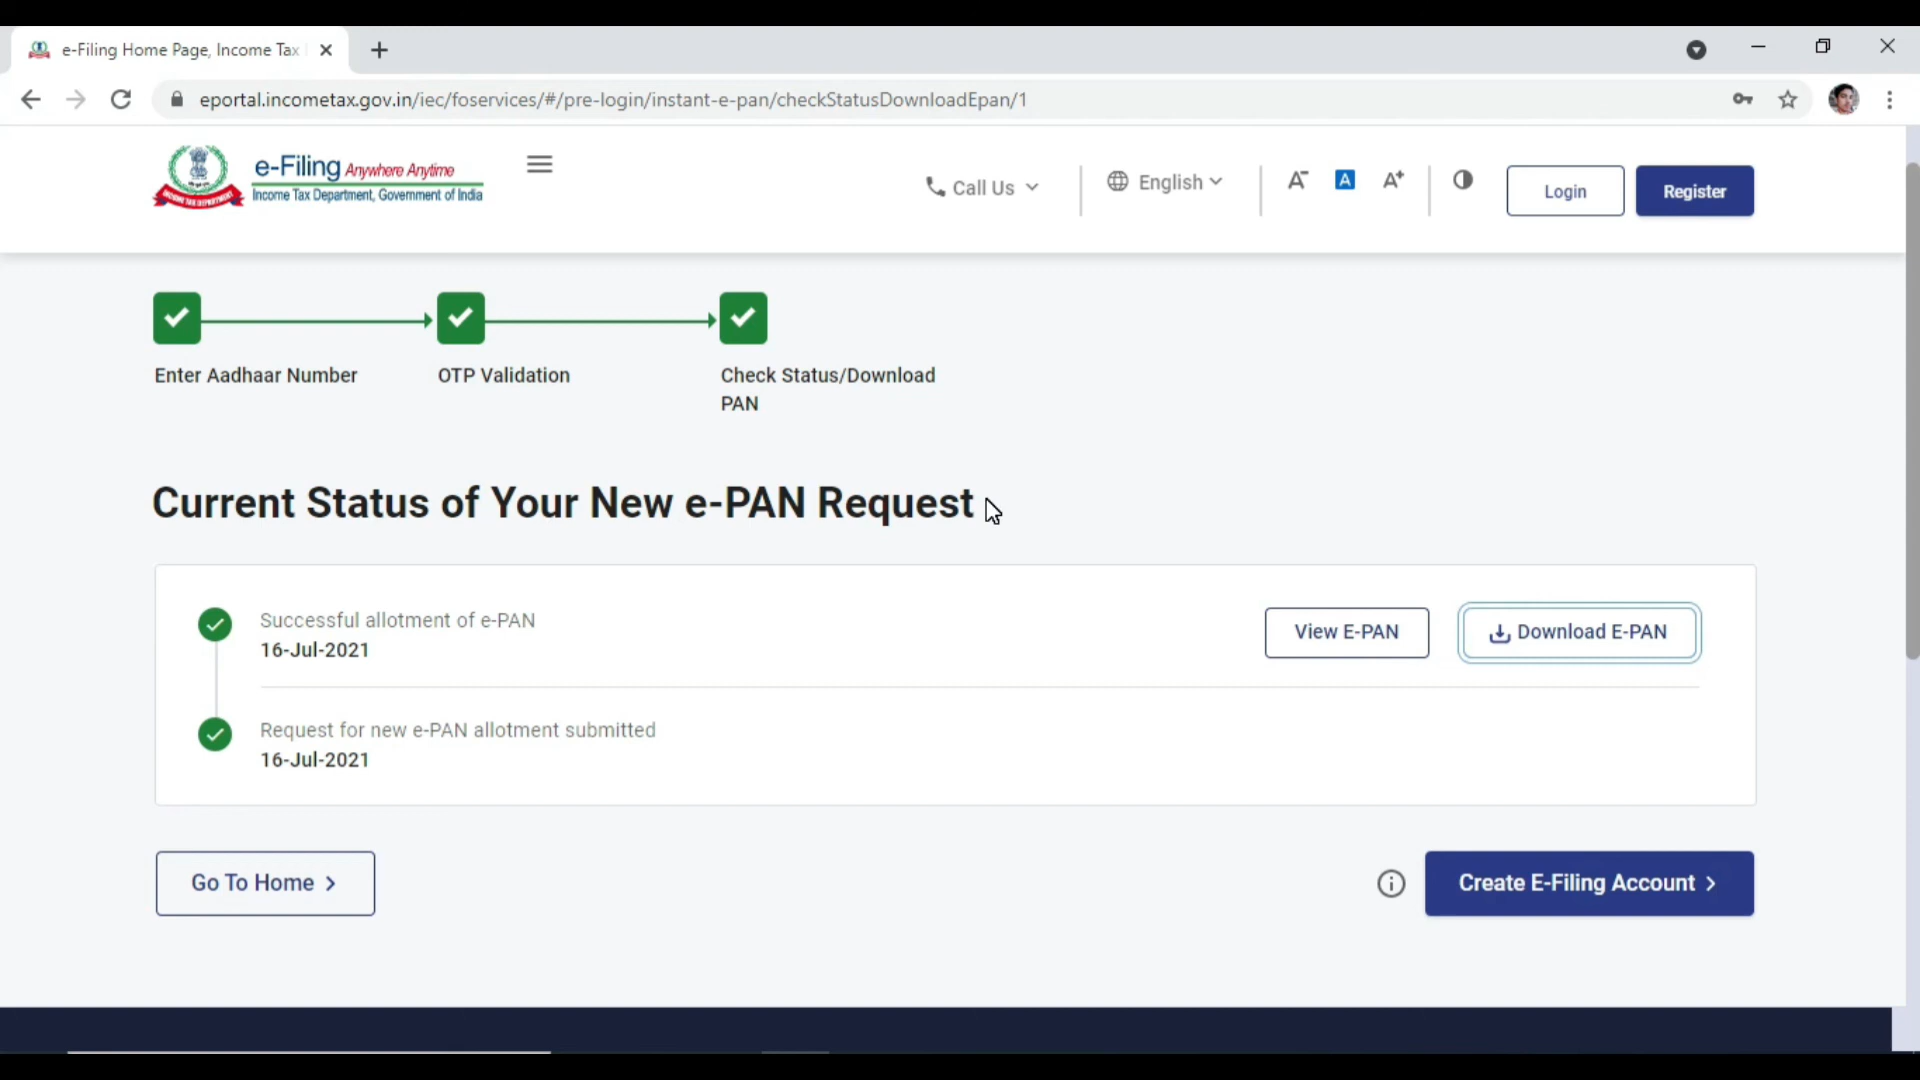 e-Filing Home Page, Income Tax
eportal.incometax.gov.in/iec/foservices/#/pre-login/instant-e-pan/checkStatusDownloadEpan/1
e-Filing Anywhere Anytime
Income Tax Department, Government of India
INCOME TAX DEPARTMENT
Call Us
English
A-
A
A+
Login
Register
Enter Aadhaar Number
OTP Validation
Check Status/Download
PAN
Current Status of Your New e-PAN Request
Successful allotment of e-PAN
16-Jul-2021
View E-PAN
Download E-PAN
Request for new e-PAN allotment submitted
16-Jul-2021
Go To Home >
Create E-Filing Account >